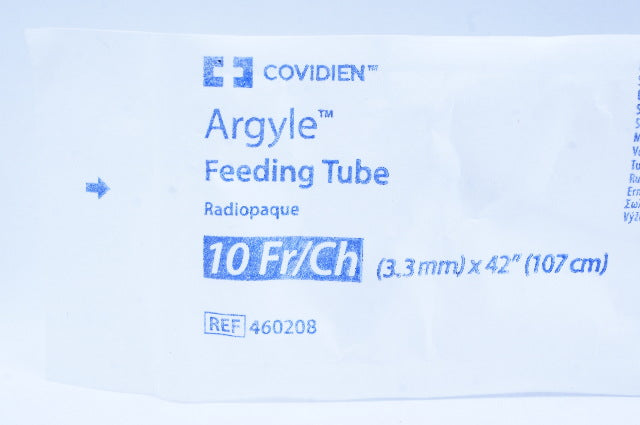 COVIDIEN™
Argyle™
Feeding Tube
Radiopaque
10 Fr/Ch (3.3 mm) x 42" (107 cm)
REF 460208